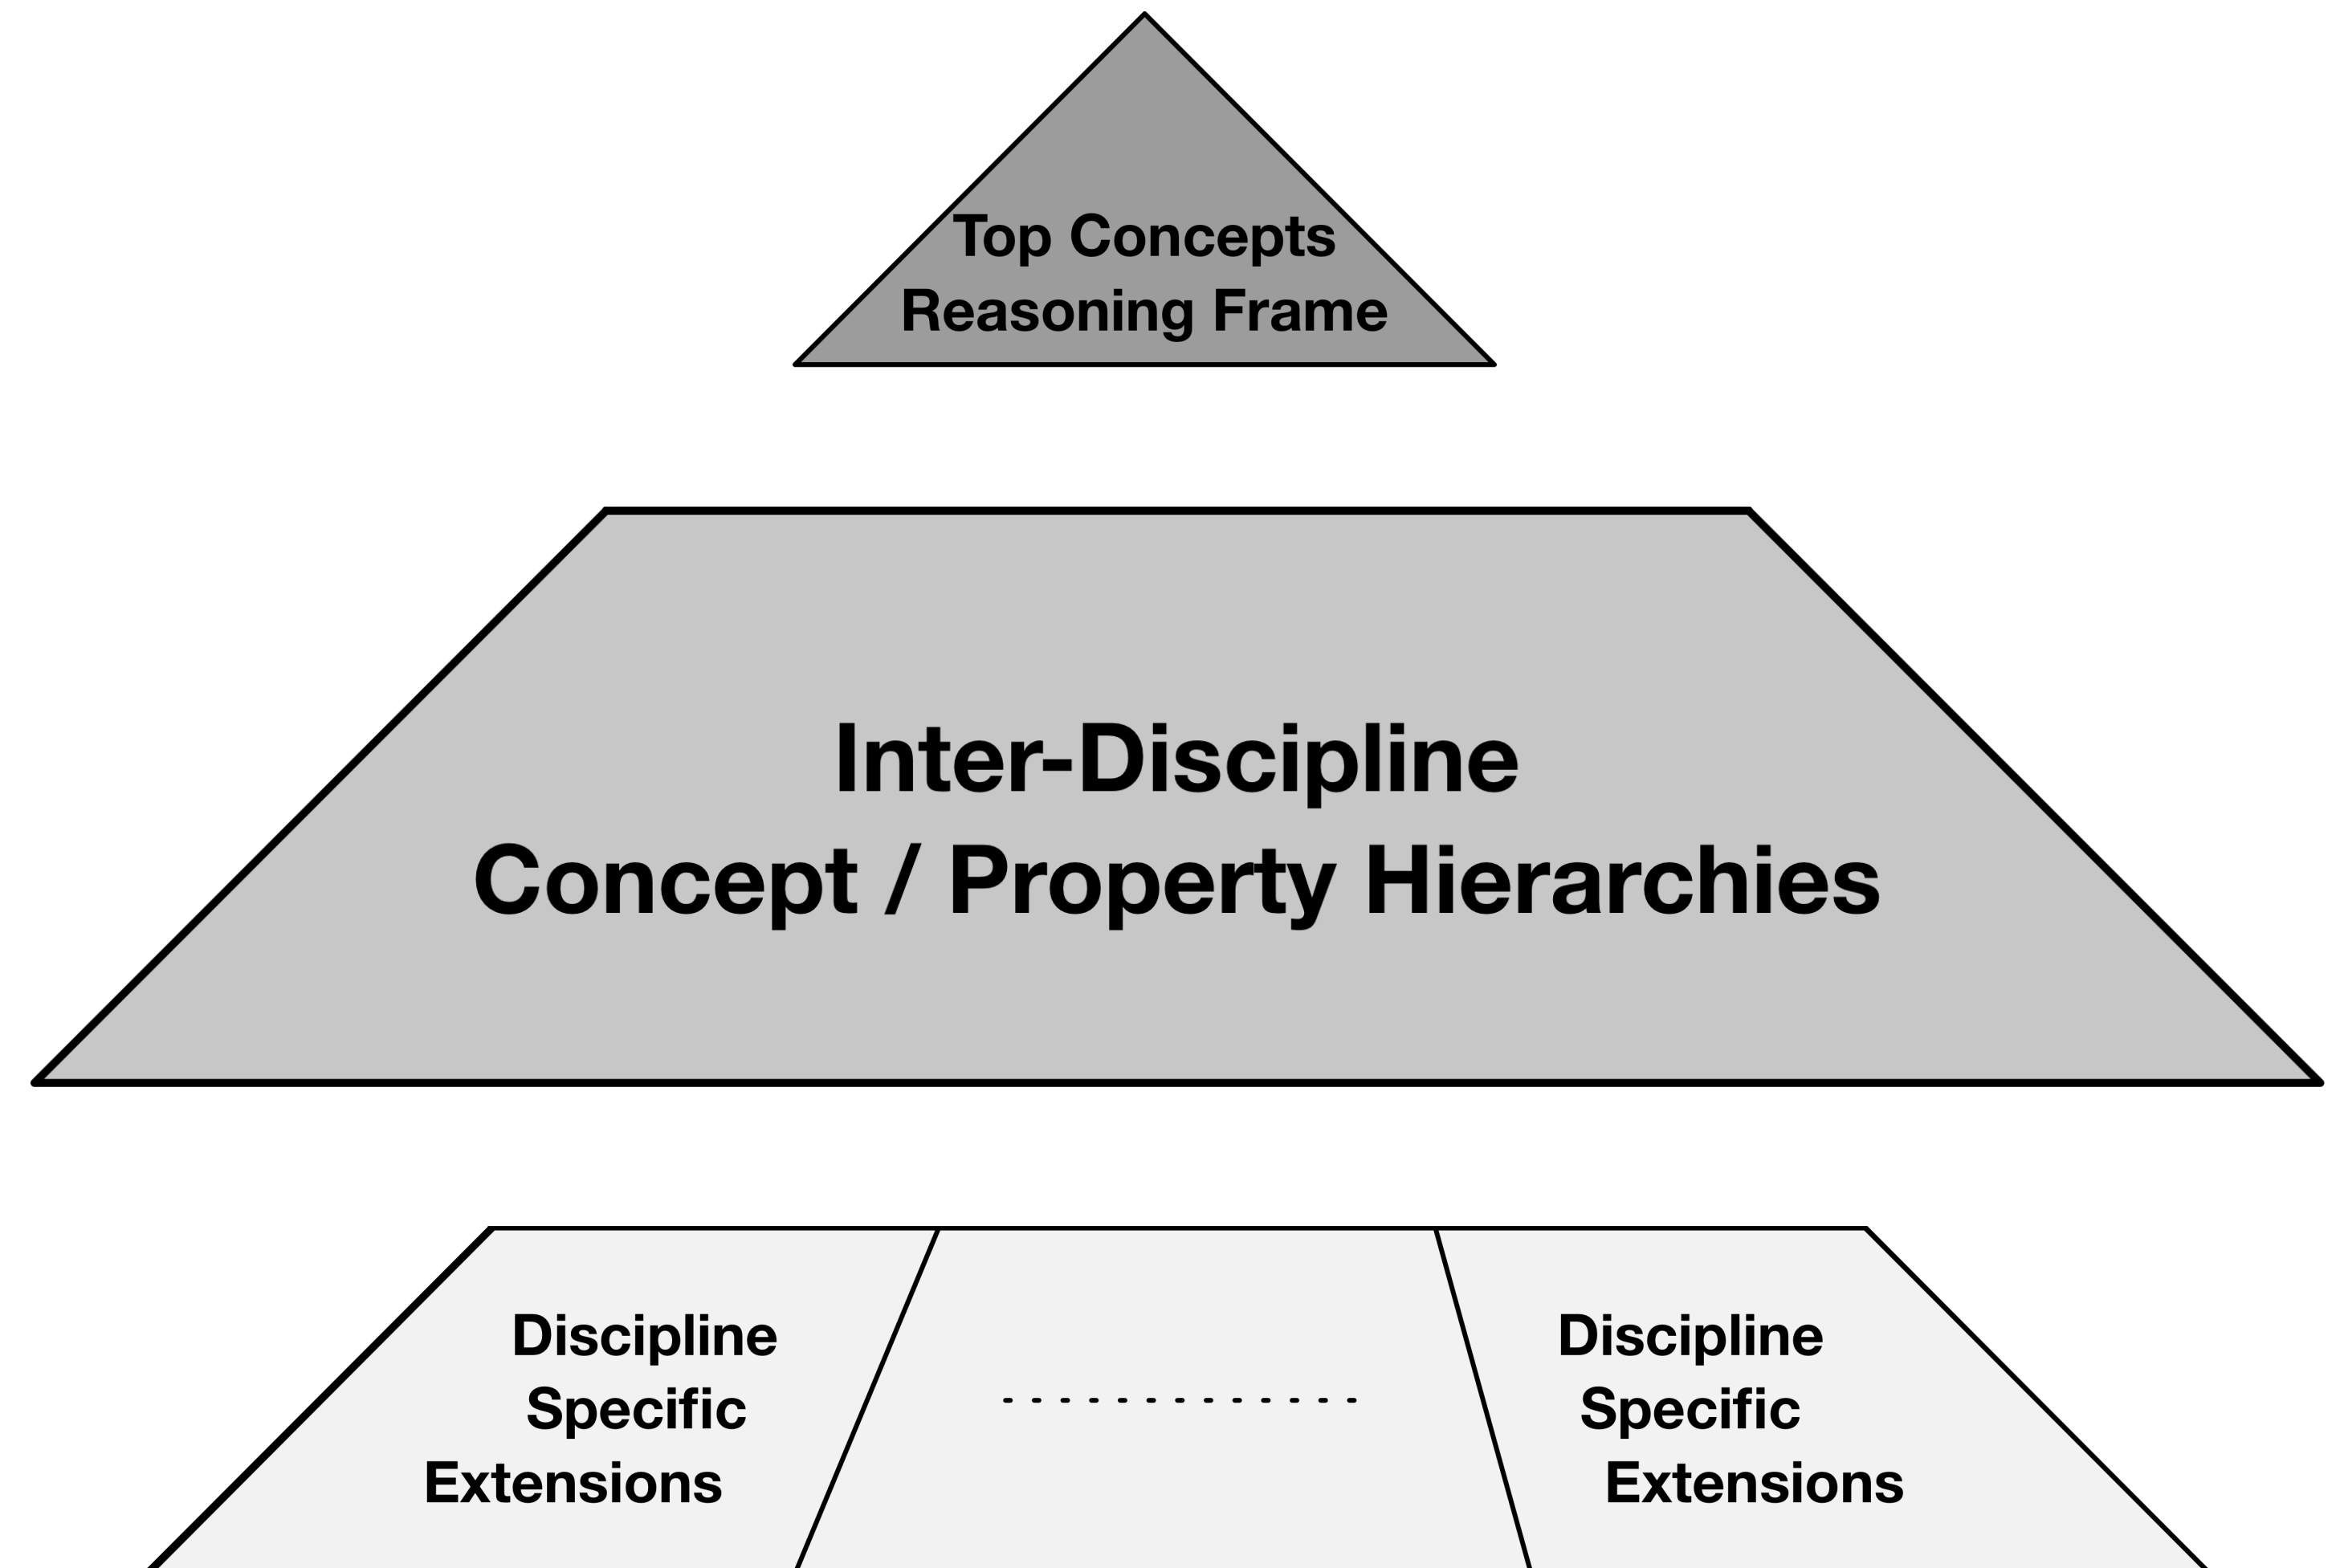 Top Concepts
Reasoning Frame
Inter-Discipline
Concept / Property Hierarchies
Discipline
Specific
Extensions
Discipline
Specific
Extensions